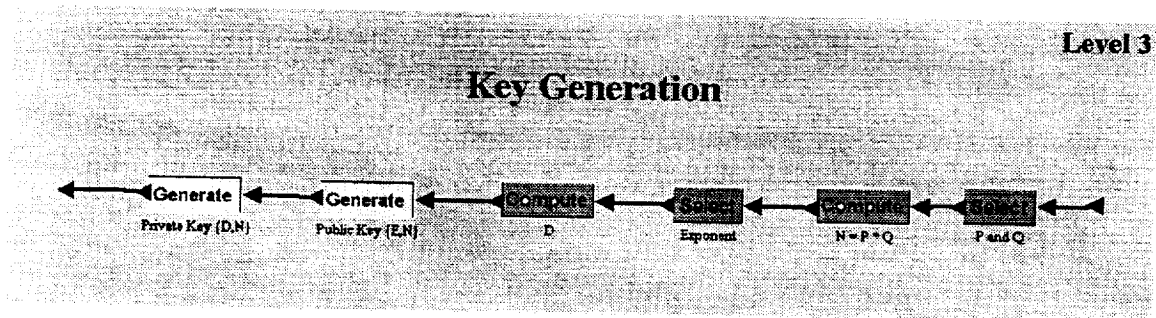 Level 3
Key Generation
Generate
Generate
Compute
Select
Compute
Select
Private Key {D,N}
Public Key {E,N}
D
Exponent
N = P * Q
P and Q